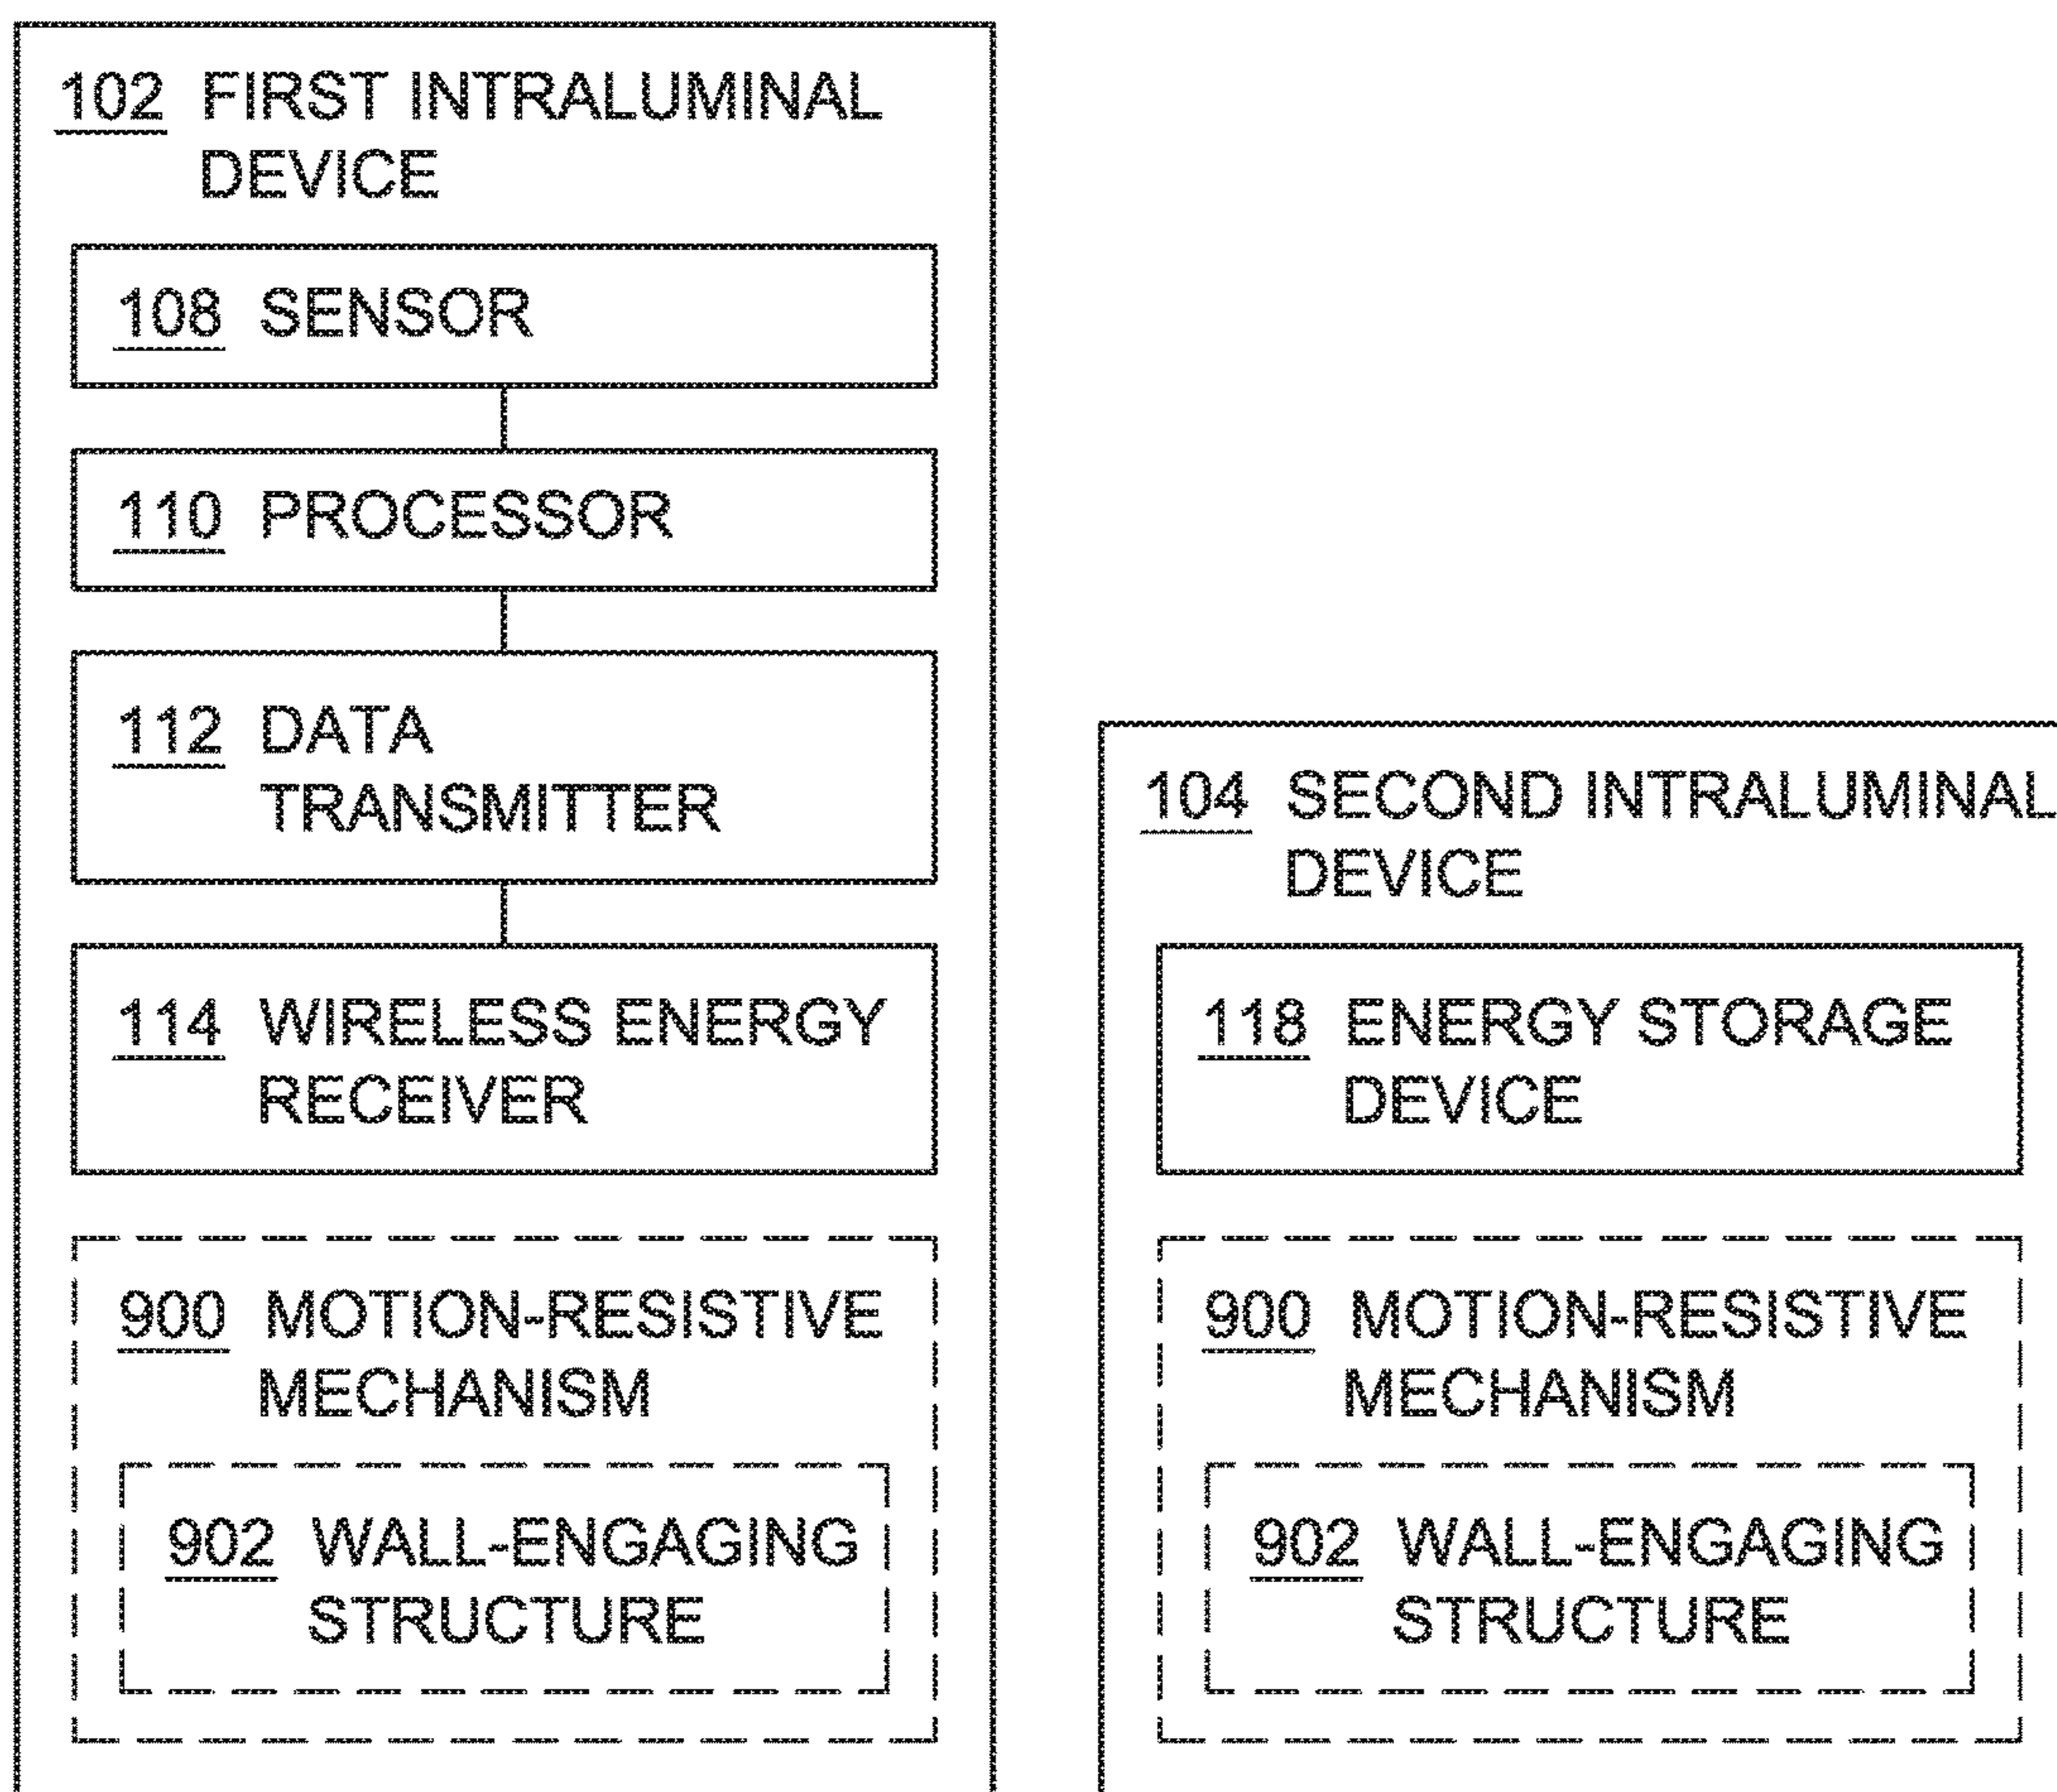 102 FIRST INTRALUMINAL
DEVICE
108 SENSOR
110 PROCESSOR
112 DATA
TRANSMITTER
114 WIRELESS ENERGY
RECEIVER
900 MOTION-RESISTIVE
MECHANISM
902 WALL-ENGAGING
STRUCTURE
104 SECOND INTRALUMINAL
DEVICE
118 ENERGY STORAGE
DEVICE
900 MOTION-RESISTIVE
MECHANISM
902 WALL-ENGAGING
STRUCTURE